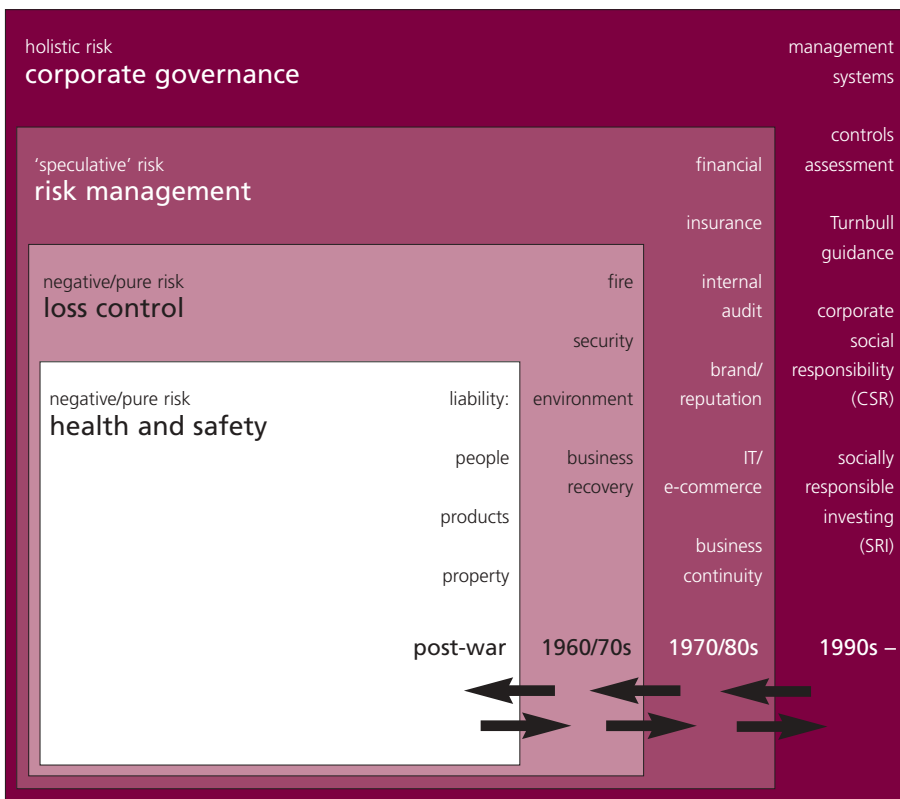 holistic risk
corporate governance
management
systems
controls
assessment
Turnbull
guidance
corporate
social
responsibility
(CSR)
socially
responsible
investing
(SRI)
1990s –
‘speculative’ risk
risk management
financial
insurance
internal
audit
brand/
reputation
IT/
e-commerce
business
continuity
1970/80s
negative/pure risk
loss control
fire
security
environment
business
recovery
1960/70s
negative/pure risk
health and safety
liability:
people
products
property
post-war